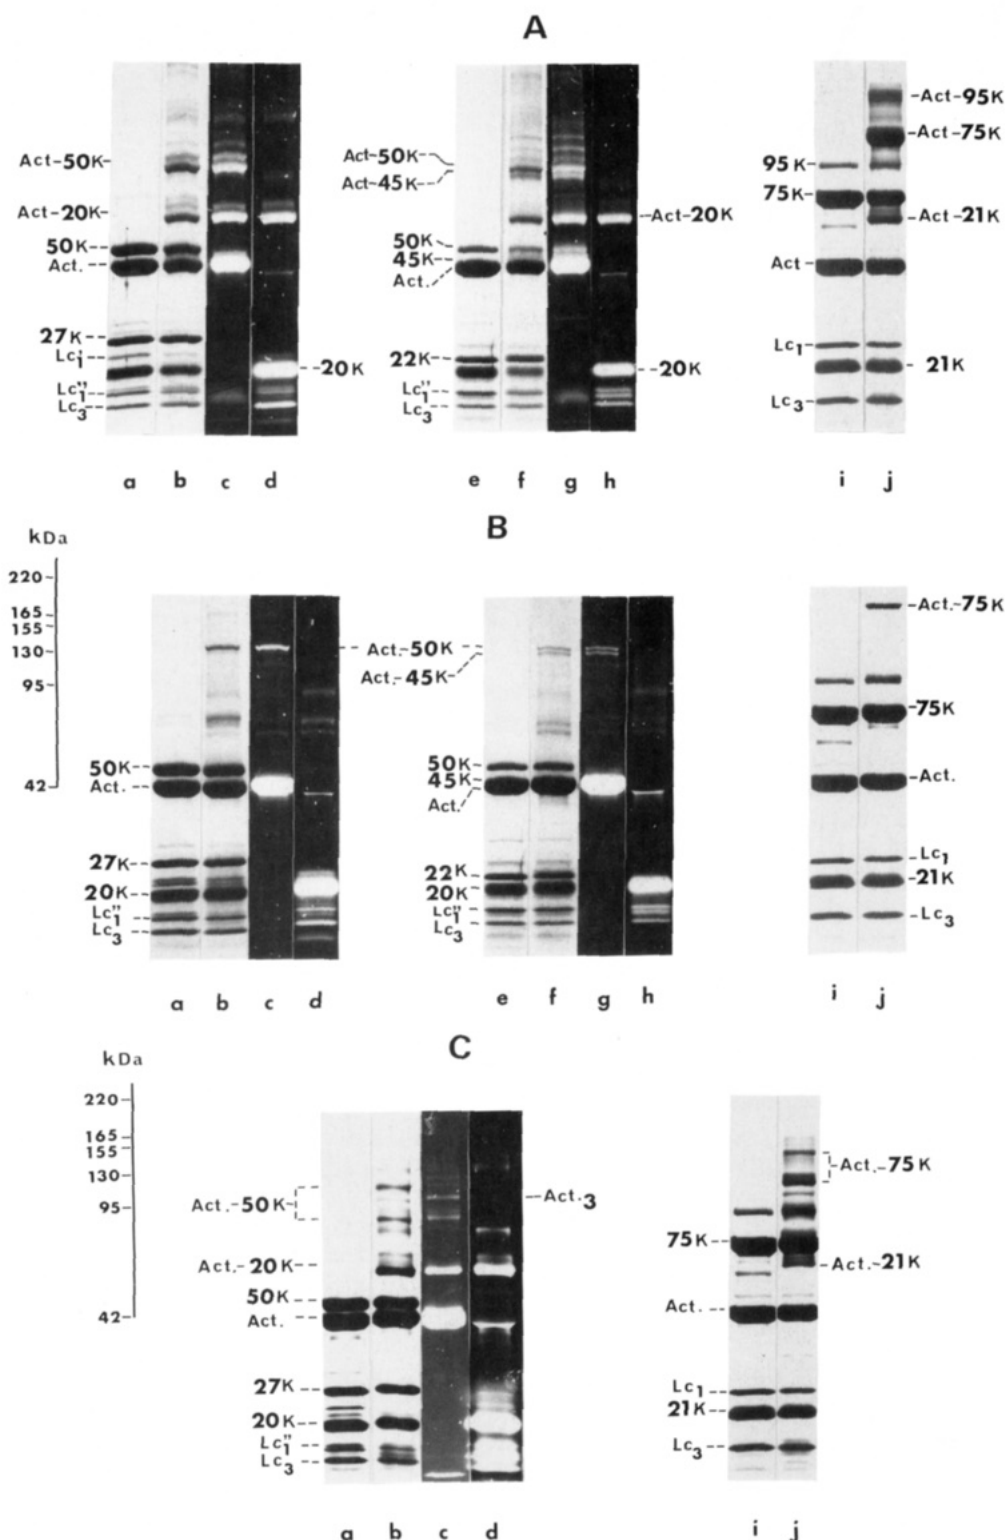 A
Act-50K
Act-20K
50K
Act.
27K
Lc'1
Lc"1
Lc3
20K
Act-50K
Act-45K
50K
45K
Act.
22K
Lc"1
Lc3
Act-20K
20K
95K
75K
Act
Lc1
Lc3
Act-95K
Act-75K
Act-21K
21K
a b c d e f g h i j
B
kDa
220
165
155
130
95
42
50K
Act.
27K
20K
Lc"1
Lc3
Act.-50K
Act.-45K
50K
45K
Act.
22K
20K
Lc"1
Lc3
Act.-75K
75K
Act.
Lc1
21K
Lc3
a b c d e f g h i j
C
kDa
220
165
155
130
95
42
Act.-50K
Act.-20K
50K
Act.
27K
20K
Lc"1
Lc3
Act.3
75K
Act.
Lc1
21K
Lc3
Act.-75K
Act.-21K
a b c d i j